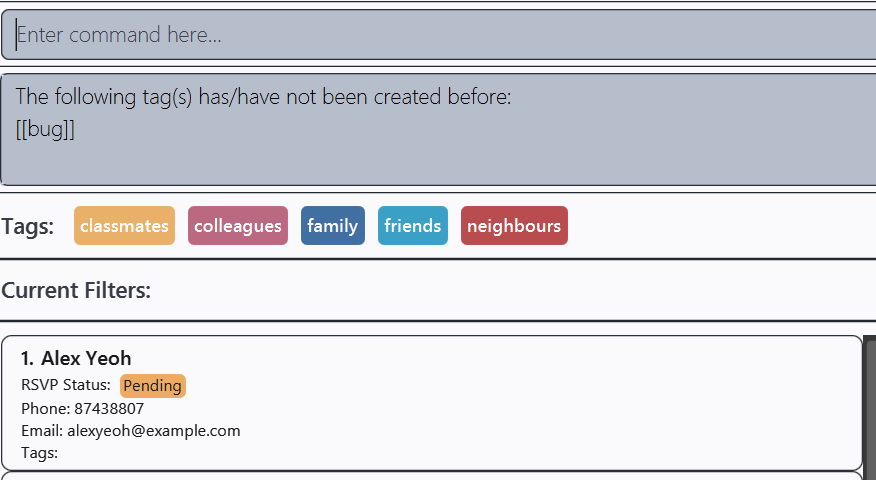 Enter command here...
The following tag(s) has/have not been created before:
[[bug]]
Tags: classmates colleagues family friends neighbours
Current Filters:
1. Alex Yeoh
RSVP Status: Pending
Phone: 87438807
Email: alexyeoh@example.com
Tags: